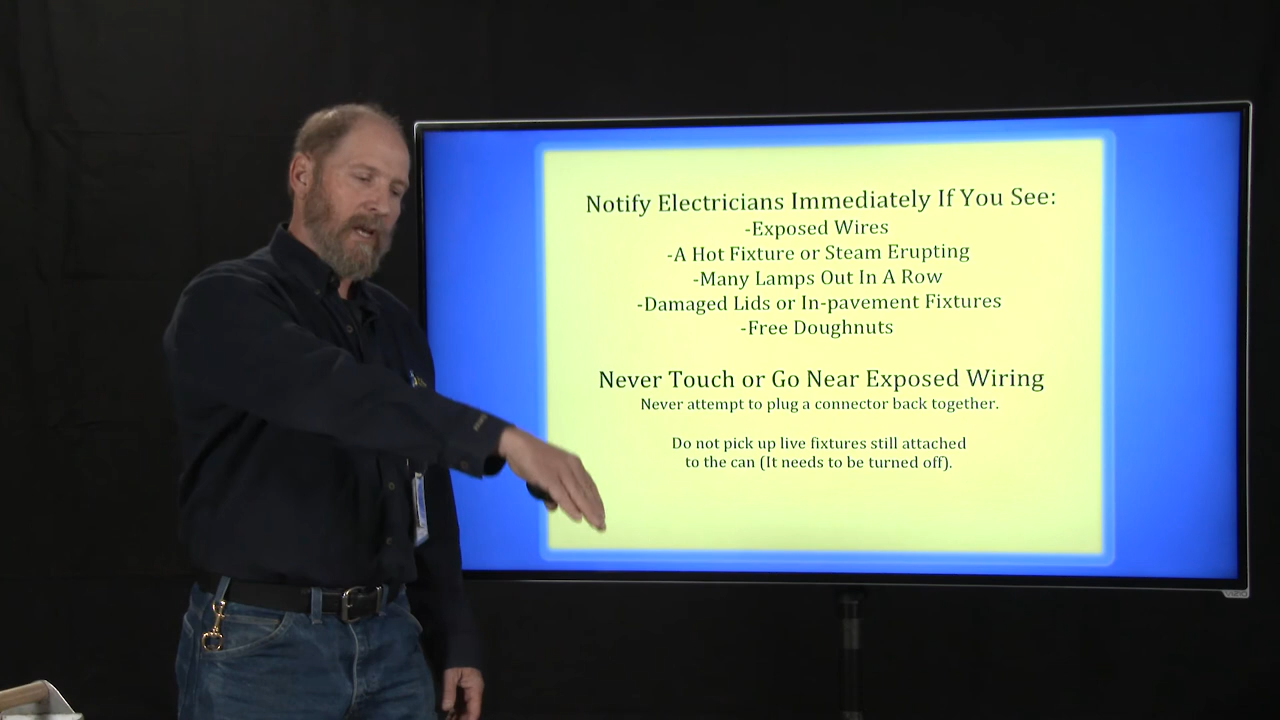 Notify Electricians Immediately If You See:
-Exposed Wires
-A Hot Fixture or Steam Erupting
-Many Lamps Out In A Row
-Damaged Lids or In-pavement Fixtures
-Free Doughnuts
Never Touch or Go Near Exposed Wiring
Never attempt to plug a connector back together.
Do not pick up live fixtures still attached
to the can (It needs to be turned off).